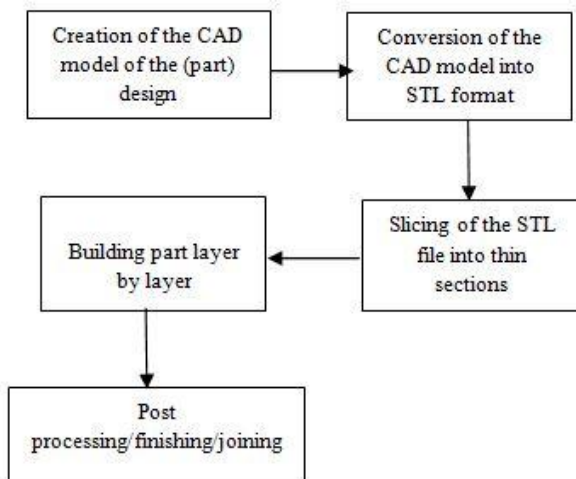 Creation of the CAD
model of the (part)
design
Conversion of the
CAD model into
STL format
Slicing of the STL
file into thin
sections
Building part layer
by layer
Post
processing/finishing/joining